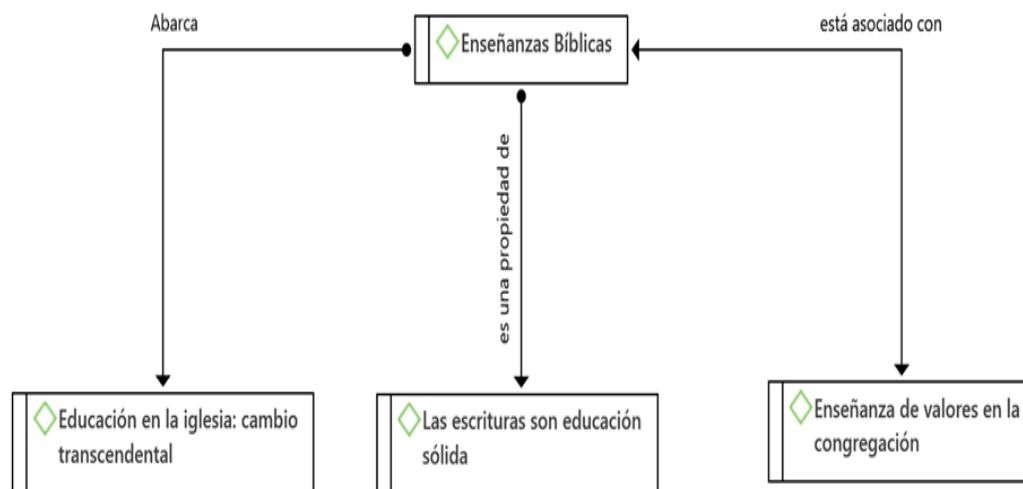 Abarca
Enseñanzas Bíblicas
está asociado con
es una propiedad de
Educación en la iglesia: cambio
transcendental
Las escrituras son educación
sólida
Enseñanza de valores en la
congregación